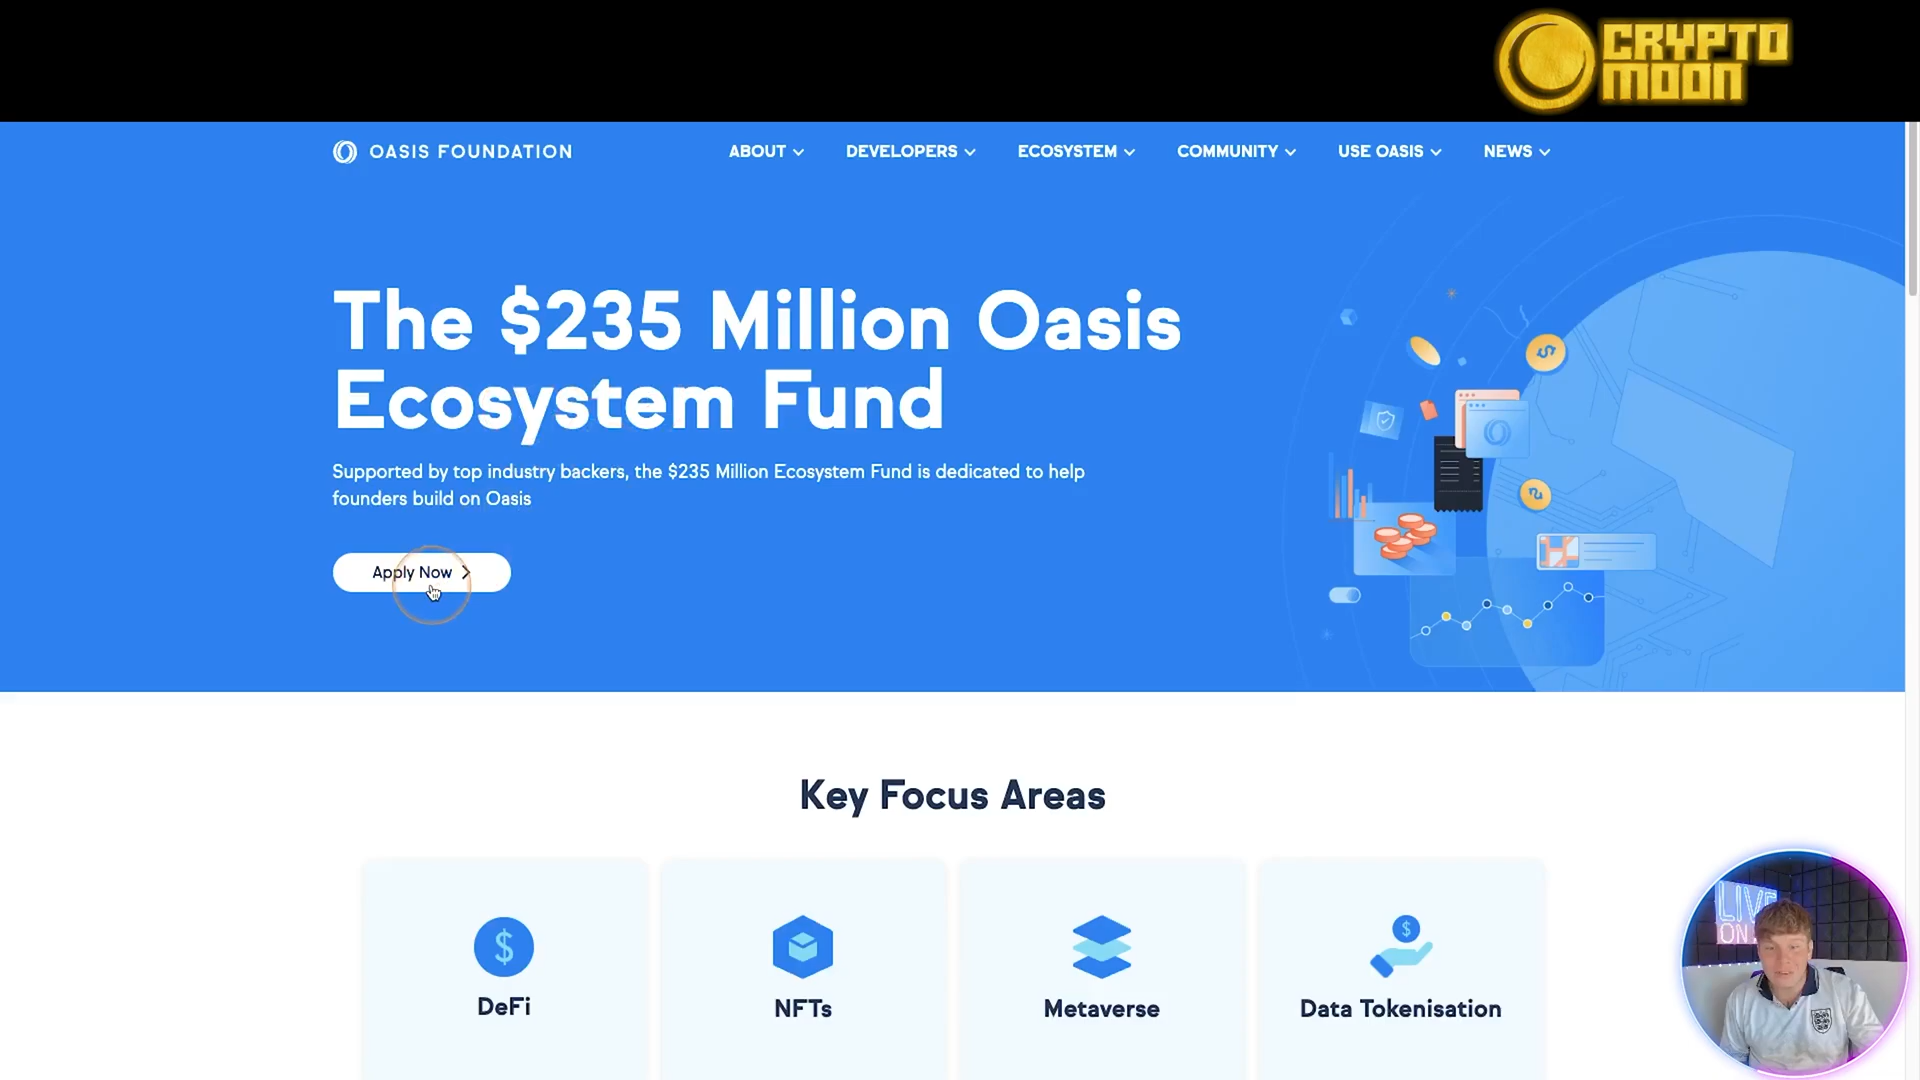 CRYPTO
MOON
OASIS FOUNDATION
ABOUT
DEVELOPERS
ECOSYSTEM
COMMUNITY
USE OASIS
NEWS
The $235 Million Oasis
Ecosystem Fund
Supported by top industry backers, the $235 Million Ecosystem Fund is dedicated to help
founders build on Oasis
Apply Now
Key Focus Areas
DeFi
NFTs
Metaverse
Data Tokenisation
LIVE
ON